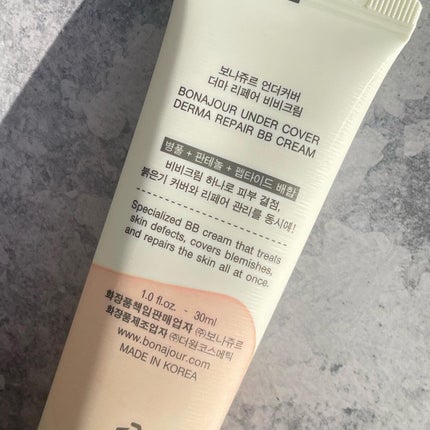 보나쥬르 언더커버
더마 리페어 비비크림
BONAJOUR UNDER COVER
DERMA REPAIR BB CREAM
병풀 + 판테놀 + 펩타이드 배합
비비크림 하나로 피부 결점,
붉은기 커버와 리페어 관리를 동시에!
Specialized BB cream that treats
skin defects, covers blemishes,
and repairs the skin all at once.
1.0 fl.oz. - 30ml
화장품책임판매업자 ㈜보나쥬르
화장품제조업자 ㈜더원코스메틱
www.bonajour.com
MADE IN KOREA